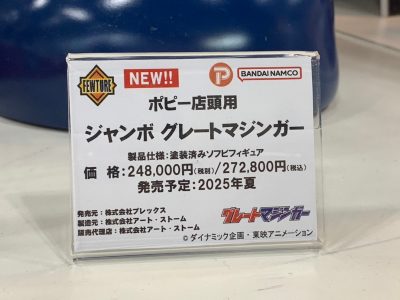 FEWTURE
NEW!!
P
BANDAI NAMCO
ポピー店頭用
ジャンボ グレートマジンガー
製品仕様:塗装済みソフビフィギュア
価 格:248,000円(税別)/272,800円(税込)
発売予定:2025年夏
発売元:株式会社プレックス
製造元:株式会社アート・ストーム
販売代理店:株式会社アート・ストーム
グレートマジンガー
©ダイナミック企画・東映アニメーション